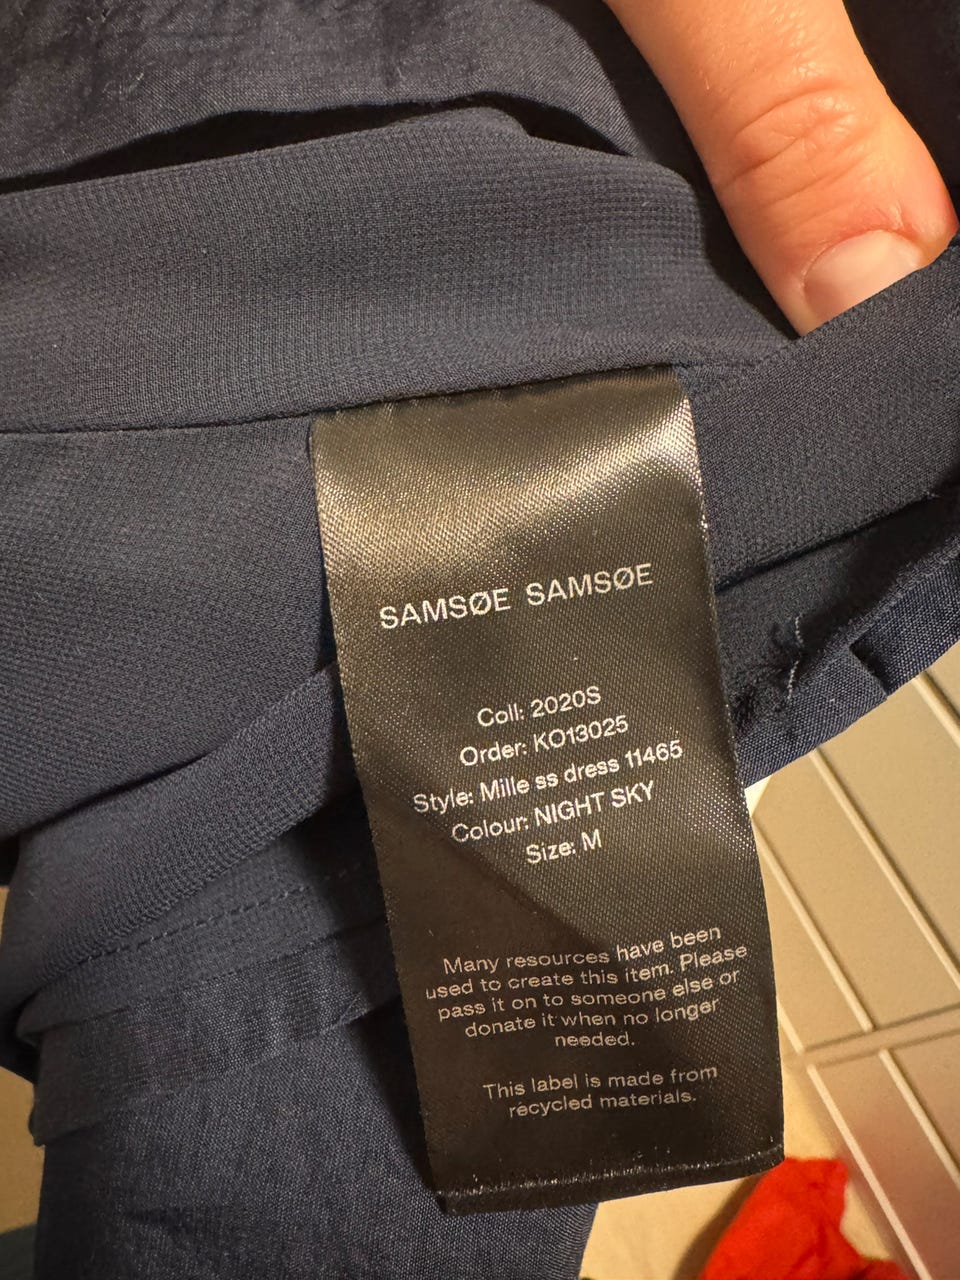 SAMSØE SAMSØE
Coll: 2020S
Order: KO13025
Style: Mille ss dress 11465
Colour: NIGHT SKY
Size: M
Many resources have been
used to create this item. Please
pass it on to someone else or
donate it when no longer
needed.
This label is made from
recycled materials.